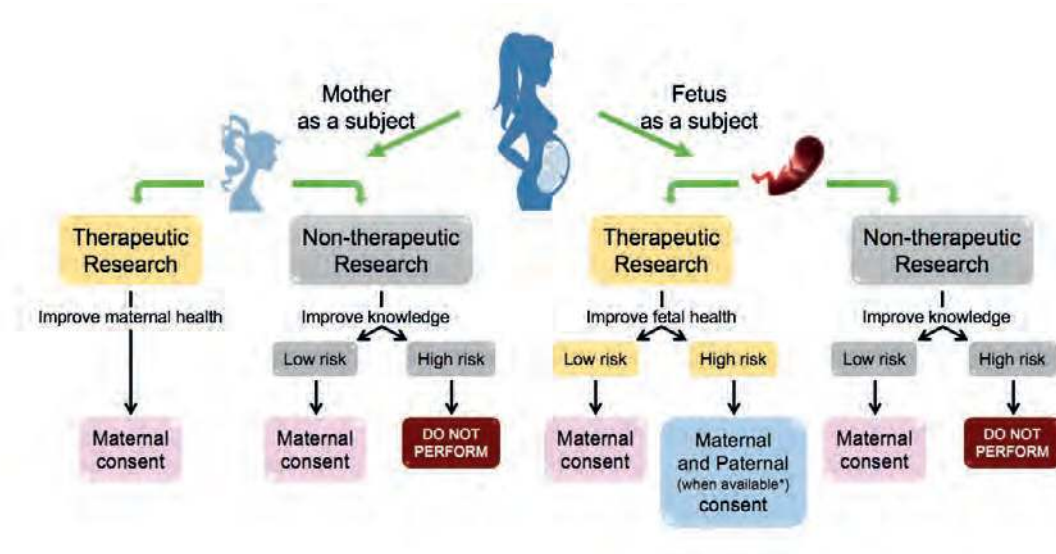 Mother
as a subject
Fetus
as a subject
Therapeutic
Research
Non-therapeutic
Research
Therapeutic
Research
Non-therapeutic
Research
Improve maternal health
Improve knowledge
Improve fetal health
Improve knowledge
Low risk
High risk
Low risk
High risk
Low risk
High risk
Maternal
consent
Maternal
consent
DO NOT
PERFORM
Maternal
consent
Maternal
and Paternal
(when available*)
consent
Maternal
consent
DO NOT
PERFORM